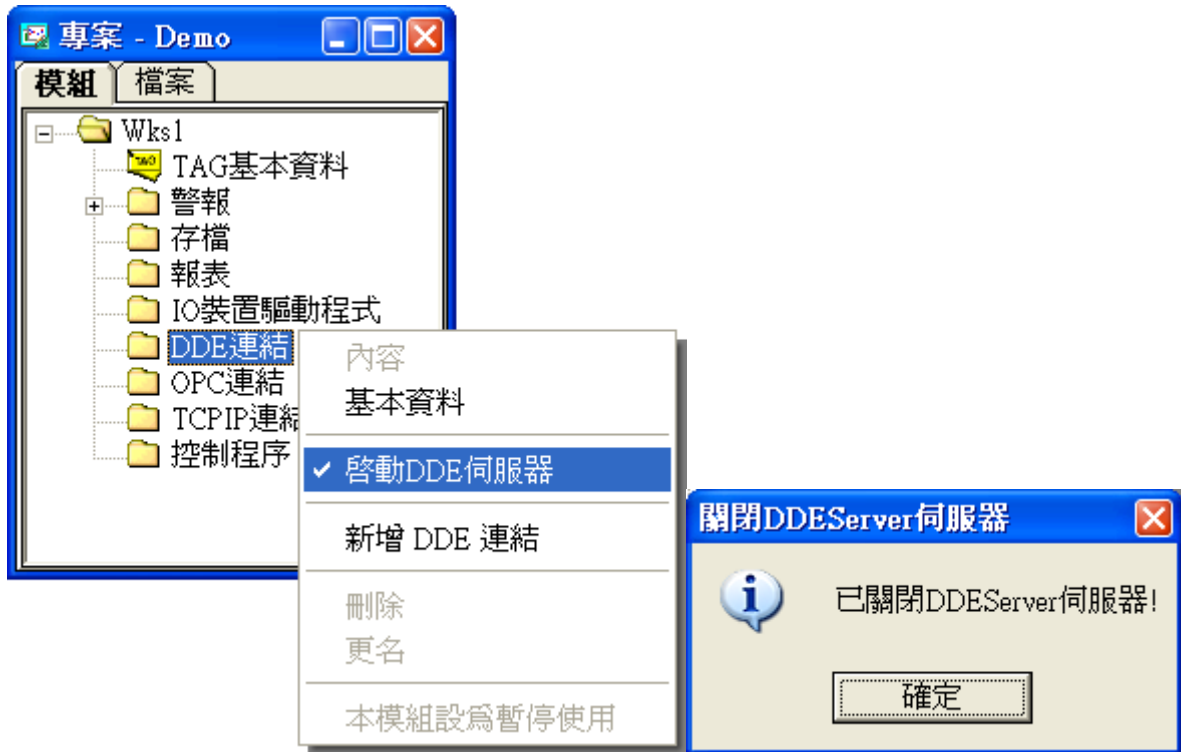 專案 - Demo
模組
檔案
Wks1
TAG基本資料
警報
存檔
報表
IO裝置驅動程式
DDE連結
OPC連結
TCPIP連結
控制程序
內容
基本資料
啓動DDE伺服器
新增 DDE 連結
刪除
更名
本模組設爲暫停使用
關閉DDEServer伺服器
已關閉DDEServer伺服器!
確定